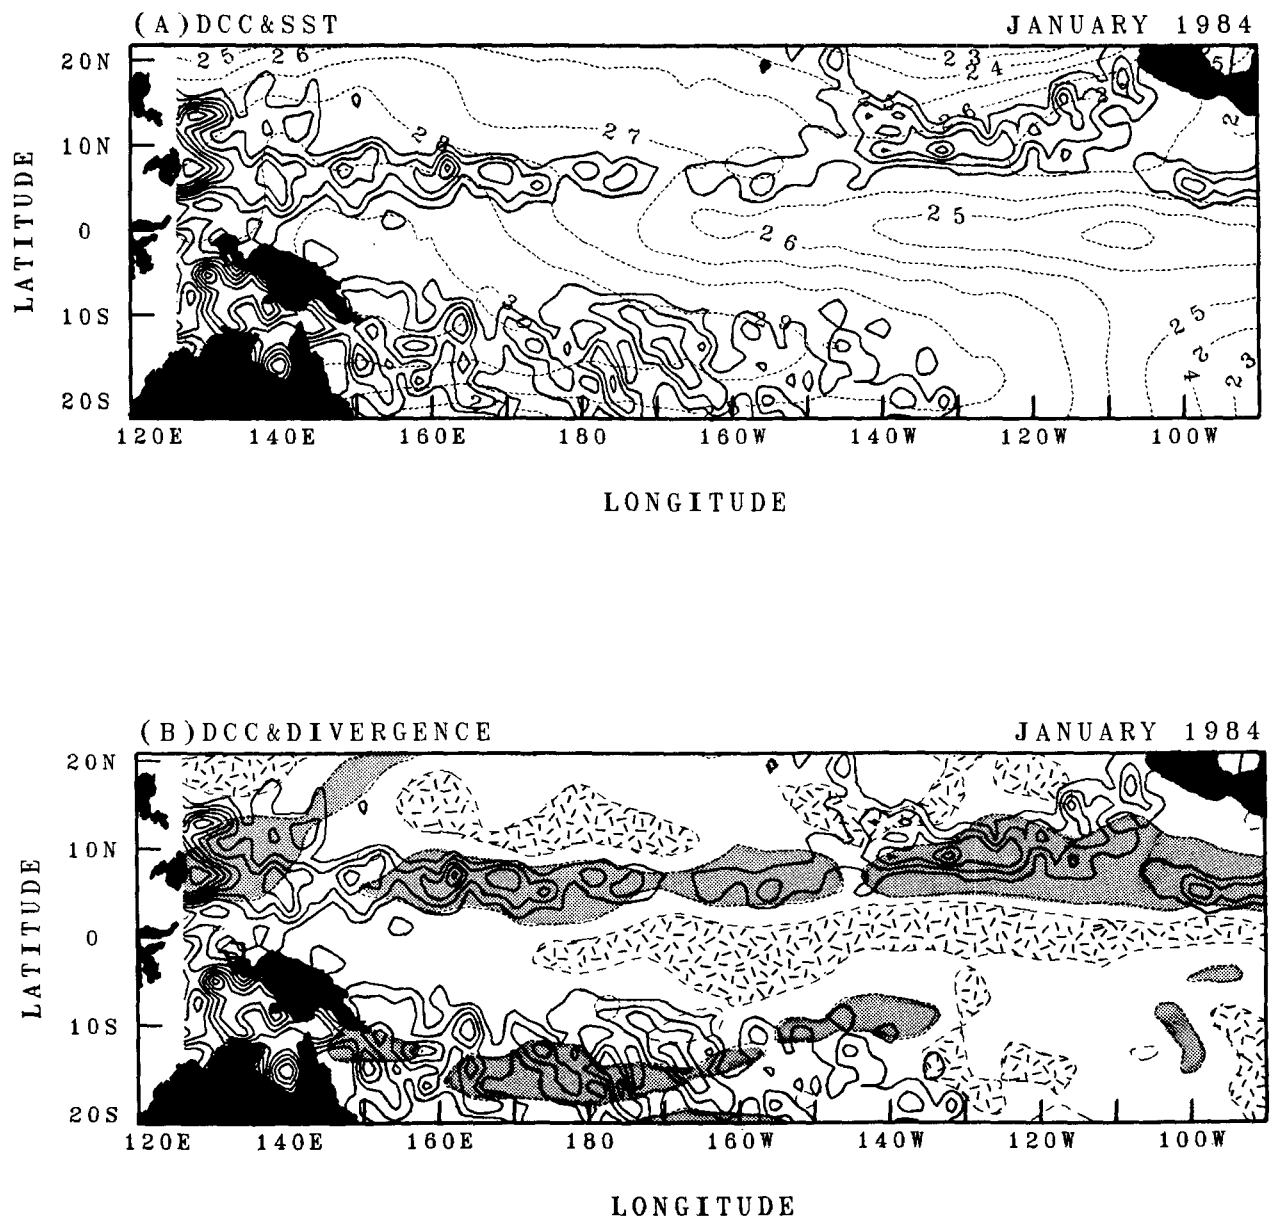 (A)DCC&SST JANUARY 1984
20N
10N
0
10S
20S
LATITUDE
25 26 27 28 23 24 26 25 26 25 24 23
120E 140E 160E 180 160W 140W 120W 100W
LONGITUDE
(B)DCC&DIVERGENCE JANUARY 1984
20N
10N
0
10S
20S
LATITUDE
120E 140E 160E 180 160W 140W 120W 100W
LONGITUDE